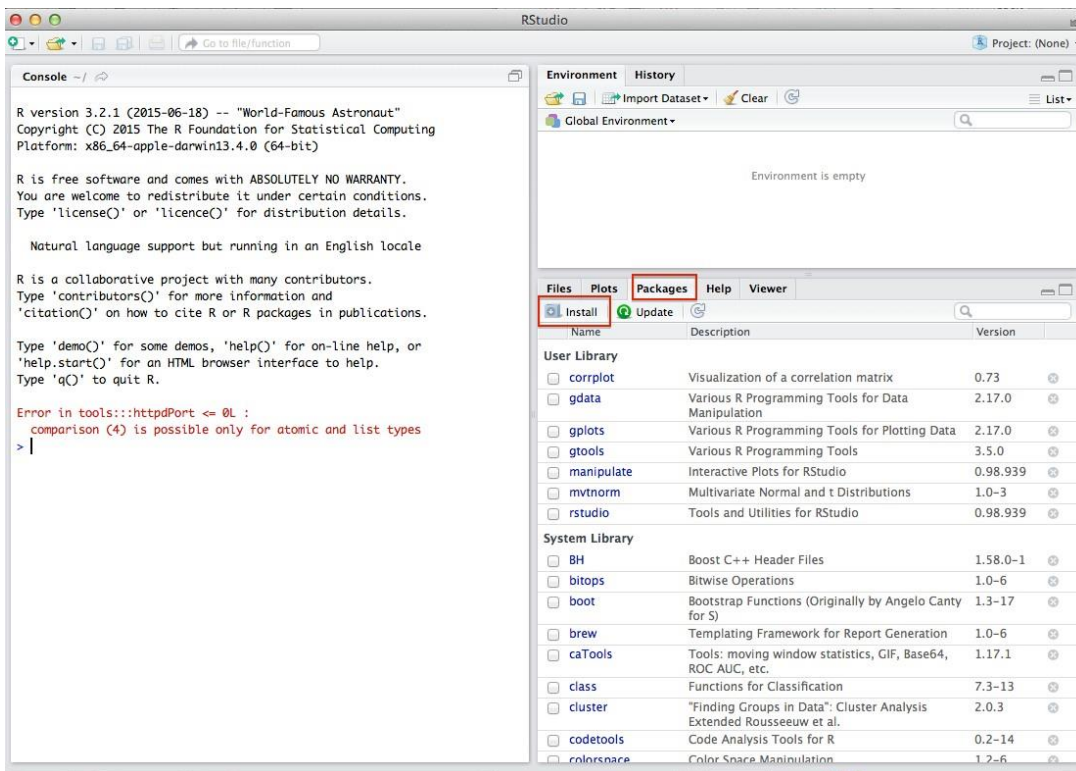 RStudio
Go to file/function
Project: (None)
Console ~/
R version 3.2.1 (2015-06-18) -- "World-Famous Astronaut"
Copyright (C) 2015 The R Foundation for Statistical Computing
Platform: x86_64-apple-darwin13.4.0 (64-bit)
R is free software and comes with ABSOLUTELY NO WARRANTY.
You are welcome to redistribute it under certain conditions.
Type 'license()' or 'licence()' for distribution details.
Natural language support but running in an English locale
R is a collaborative project with many contributors.
Type 'contributors()' for more information and
'citation()' on how to cite R or R packages in publications.
Type 'demo()' for some demos, 'help()' for on-line help, or
'help.start()' for an HTML browser interface to help.
Type 'q()' to quit R.
Error in tools:::httpdPort <= 0L :
comparison (4) is possible only for atomic and list types
>
Environment History
Import Dataset Clear List
Global Environment
Environment is empty
Files Plots Packages Help Viewer
Install Update
Name Description Version
User Library
corrplot Visualization of a correlation matrix 0.73
gdata Various R Programming Tools for Data 2.17.0
Manipulation
gplots Various R Programming Tools for Plotting Data 2.17.0
gtools Various R Programming Tools 3.5.0
manipulate Interactive Plots for RStudio 0.98.939
mvtnorm Multivariate Normal and t Distributions 1.0-3
rstudio Tools and Utilities for RStudio 0.98.939
System Library
BH Boost C++ Header Files 1.58.0-1
bitops Bitwise Operations 1.0-6
boot Bootstrap Functions (Originally by Angelo Canty 1.3-17
for S)
brew Templating Framework for Report Generation 1.0-6
caTools Tools: moving window statistics, GIF, Base64, 1.17.1
ROC AUC, etc.
class Functions for Classification 7.3-13
cluster "Finding Groups in Data": Cluster Analysis 2.0.3
Extended Rousseeuw et al.
codetools Code Analysis Tools for R 0.2-14
colorspace Color Space Manipulation 1.2-6